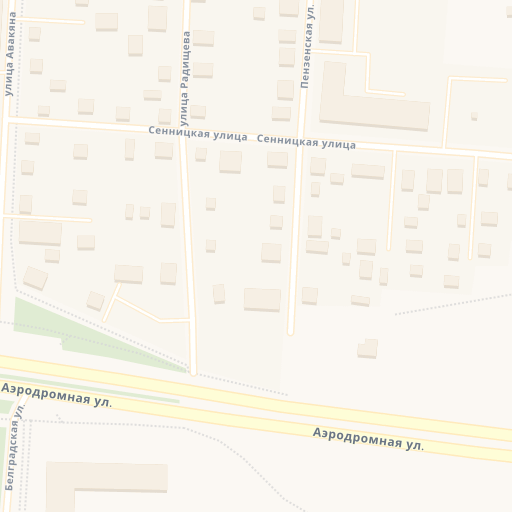 улица Авакяна
улица Радищева
Пензенская ул.
Сенницкая улица
Сенницкая улица
Аэродромная ул.
Аэродромная ул.
Белградская ул.